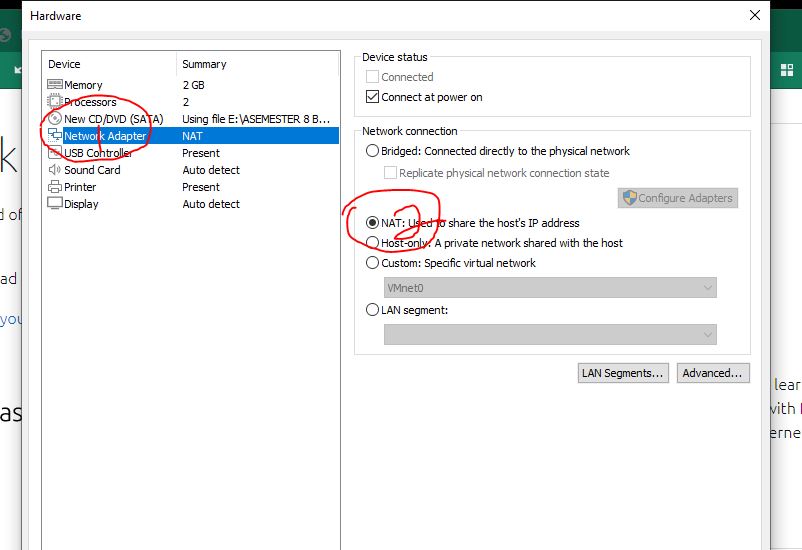 Hardware
Device Summary
Memory 2 GB
Processors 2
New CD/DVD (SATA) Using file E:\ASEMESTER 8 B...
Network Adapter NAT
USB Controller Present
Sound Card Auto detect
Printer Present
Display Auto detect
1
Device status
Connected
Connect at power on
Network connection
Bridged: Connected directly to the physical network
Replicate physical network connection state
Configure Adapters
NAT: Used to share the host's IP address
2
Host-only: A private network shared with the host
Custom: Specific virtual network
VMnet0
LAN segment:
LAN Segments... Advanced...
k
d of
ad
you
as
lear
with
erne